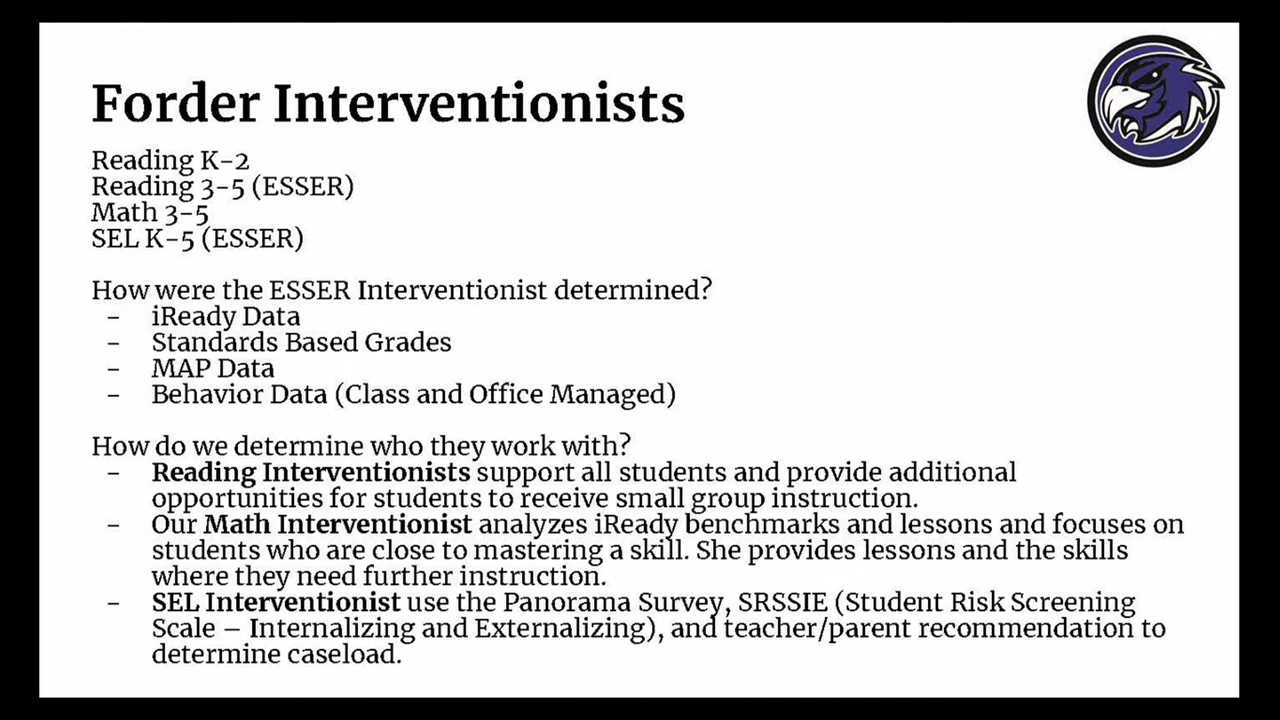 Forder Interventionists
Reading K-2
Reading 3-5 (ESSER)
Math 3-5
SEL K-5 (ESSER)
How were the ESSER Interventionist determined?
- iReady Data
- Standards Based Grades
- MAP Data
- Behavior Data (Class and Office Managed)
How do we determine who they work with?
- Reading Interventionists support all students and provide additional
opportunities for students to receive small group instruction.
- Our Math Interventionist analyzes iReady benchmarks and lessons and focuses on
students who are close to mastering a skill. She provides lessons and the skills
where they need further instruction.
- SEL Interventionist use the Panorama Survey, SRSSIE (Student Risk Screening
Scale – Internalizing and Externalizing), and teacher/parent recommendation to
determine caseload.